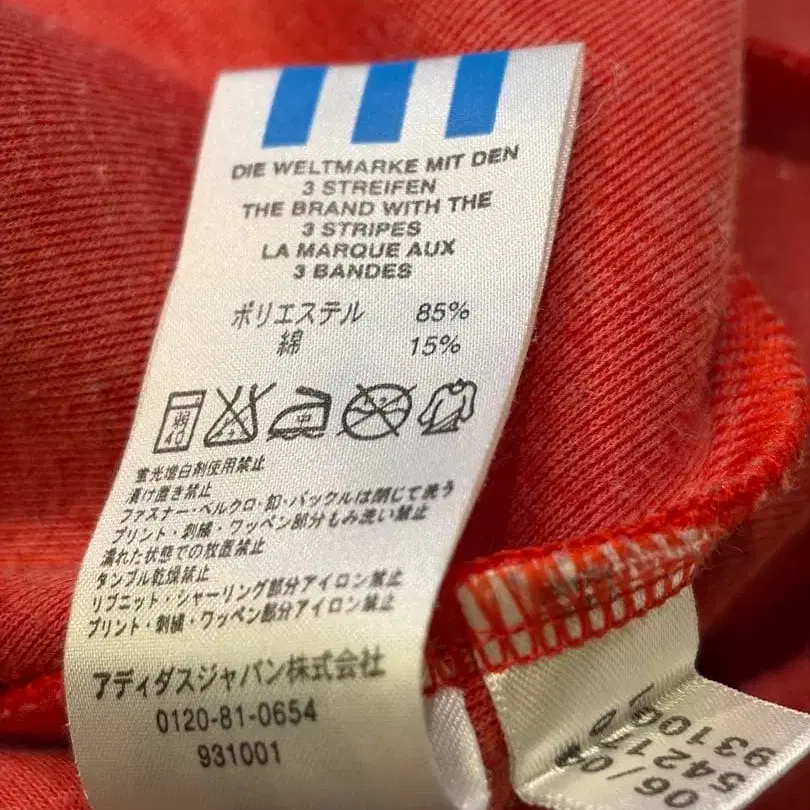 DIE WELTMARKE MIT DEN
3 STREIFEN
THE BRAND WITH THE
3 STRIPES
LA MARQUE AUX
3 BANDES
ポリエステル 85%
綿 15%
弱
40
中
蛍光増白剤使用禁止
漬け置き禁止
ファスナー・ベルクロ・釦・バックルは閉じて洗う
プリント・刺繍・ワッペン部分もみ洗い禁止
濡れた状態での放置禁止
タンブル乾燥禁止
リブニット・シャーリング部分アイロン禁止
プリント・刺繍・ワッペン部分アイロン禁止
アディダスジャパン株式会社
0120-81-0654
931001
06/0
54217
93100